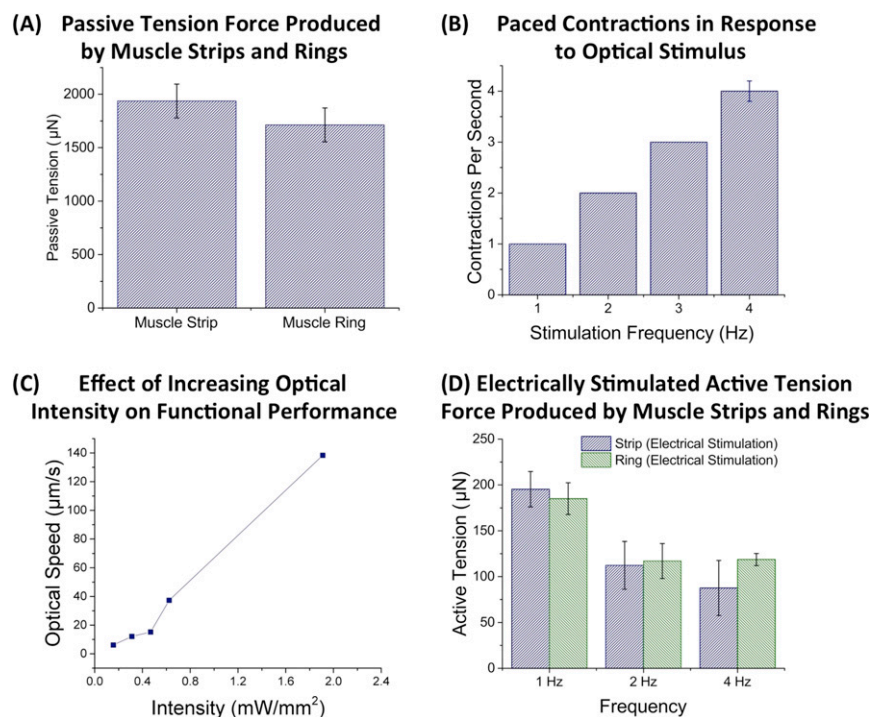 (A) Passive Tension Force Produced
by Muscle Strips and Rings
Passive Tension (μN)
2000
1500
1000
500
0
Muscle Strip
Muscle Ring
(B) Paced Contractions in Response
to Optical Stimulus
Contractions Per Second
4
3
2
1
0
1
2
3
4
Stimulation Frequency (Hz)
(C) Effect of Increasing Optical
Intensity on Functional Performance
Optical Speed (μm/s)
140
120
100
80
60
40
20
0
0.0
0.4
0.8
1.2
1.6
2.0
2.4
Intensity (mW/mm²)
(D) Electrically Stimulated Active Tension
Force Produced by Muscle Strips and Rings
Active Tension (μN)
250
200
150
100
50
0
Strip (Electrical Stimulation)
Ring (Electrical Stimulation)
1 Hz
2 Hz
4 Hz
Frequency